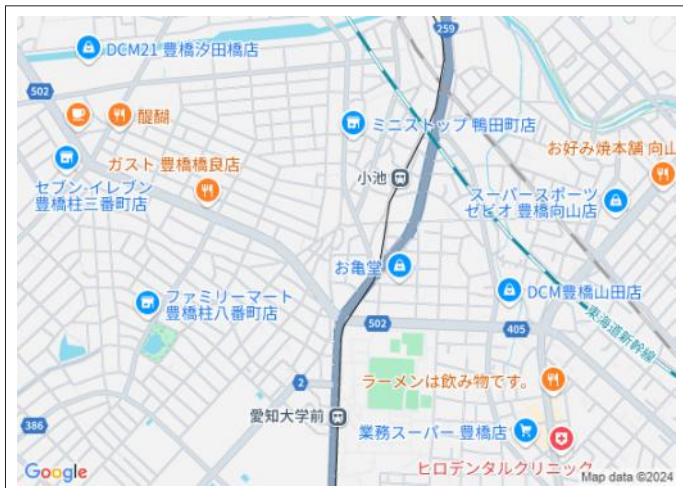 259
DCM21 豊橋汐田橋店
502
醍醐
ミニストップ 鴨田町店
ガスト 豊橋橋良店
お好み焼本舗 向山
小池
セブン-イレブン
豊橋柱三番町店
スーパースポーツ
ゼビオ 豊橋向山店
お亀堂
ファミリーマート
豊橋柱八番町店
DCM豊橋山田店
502
405
東海道新幹線
2
ラーメンは飲み物です。
愛知大学前
386
業務スーパー 豊橋店
ヒロデンタルクリニック
Google
Map data ©2024